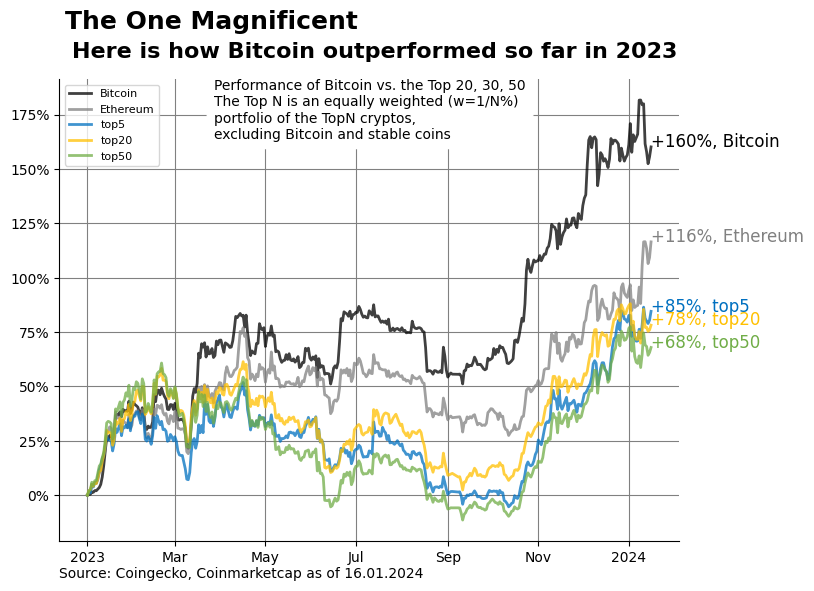 The One Magnificent
Here is how Bitcoin outperformed so far in 2023
Bitcoin
Ethereum
top5
top20
top50
Performance of Bitcoin vs. the Top 20, 30, 50
The Top N is an equally weighted (w=1/N%)
portfolio of the TopN cryptos,
excluding Bitcoin and stable coins
175%
150%
125%
100%
75%
50%
25%
0%
+160%, Bitcoin
+116%, Ethereum
+85%, top5
+78%, top20
+68%, top50
2023 Mar May Jul Sep Nov 2024
Source: Coingecko, Coinmarketcap as of 16.01.2024